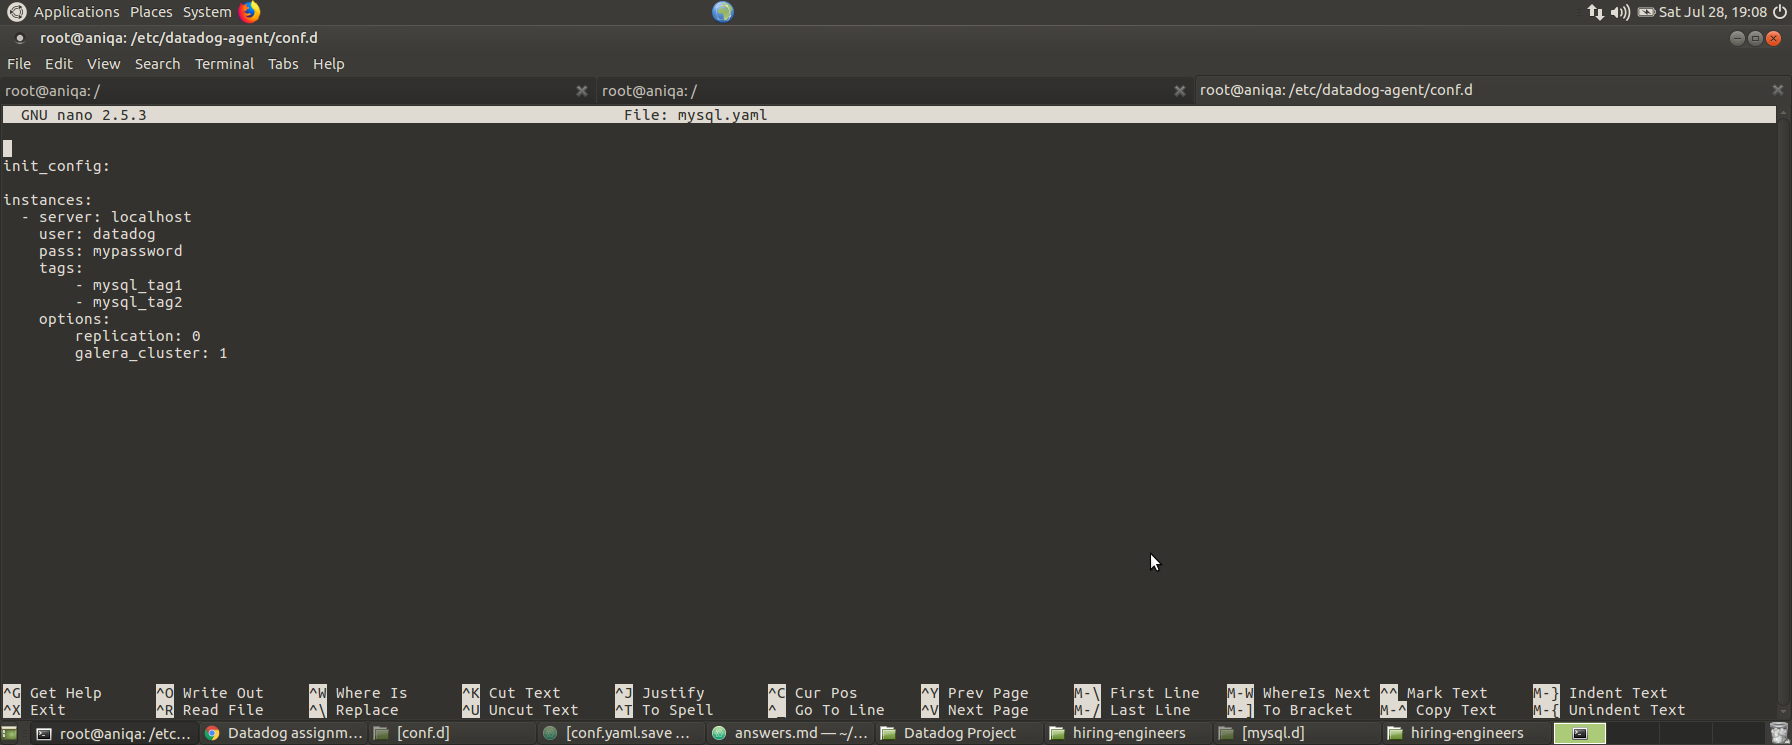 Applications Places System Sat Jul 28, 19:08
root@aniqa: /etc/datadog-agent/conf.d
File Edit View Search Terminal Tabs Help
root@aniqa: / root@aniqa: / root@aniqa: /etc/datadog-agent/conf.d
GNU nano 2.5.3 File: mysql.yaml
init_config:
instances:
- server: localhost
user: datadog
pass: mypassword
tags:
- mysql_tag1
- mysql_tag2
options:
replication: 0
galera_cluster: 1
^G Get Help ^O Write Out ^W Where Is ^K Cut Text ^J Justify ^C Cur Pos ^Y Prev Page M-\ First Line M-W WhereIs Next ^^ Mark Text M-} Indent Text
^X Exit ^R Read File ^\ Replace ^U Uncut Text ^T To Spell ^_ Go To Line ^V Next Page M-/ Last Line M-] To Bracket M-^ Copy Text M-{ Unindent Text
root@aniqa: /etc... Datadog assignm... [conf.d] [conf.yaml.save ... answers.md — ~/... Datadog Project hiring-engineers [mysql.d] hiring-engineers